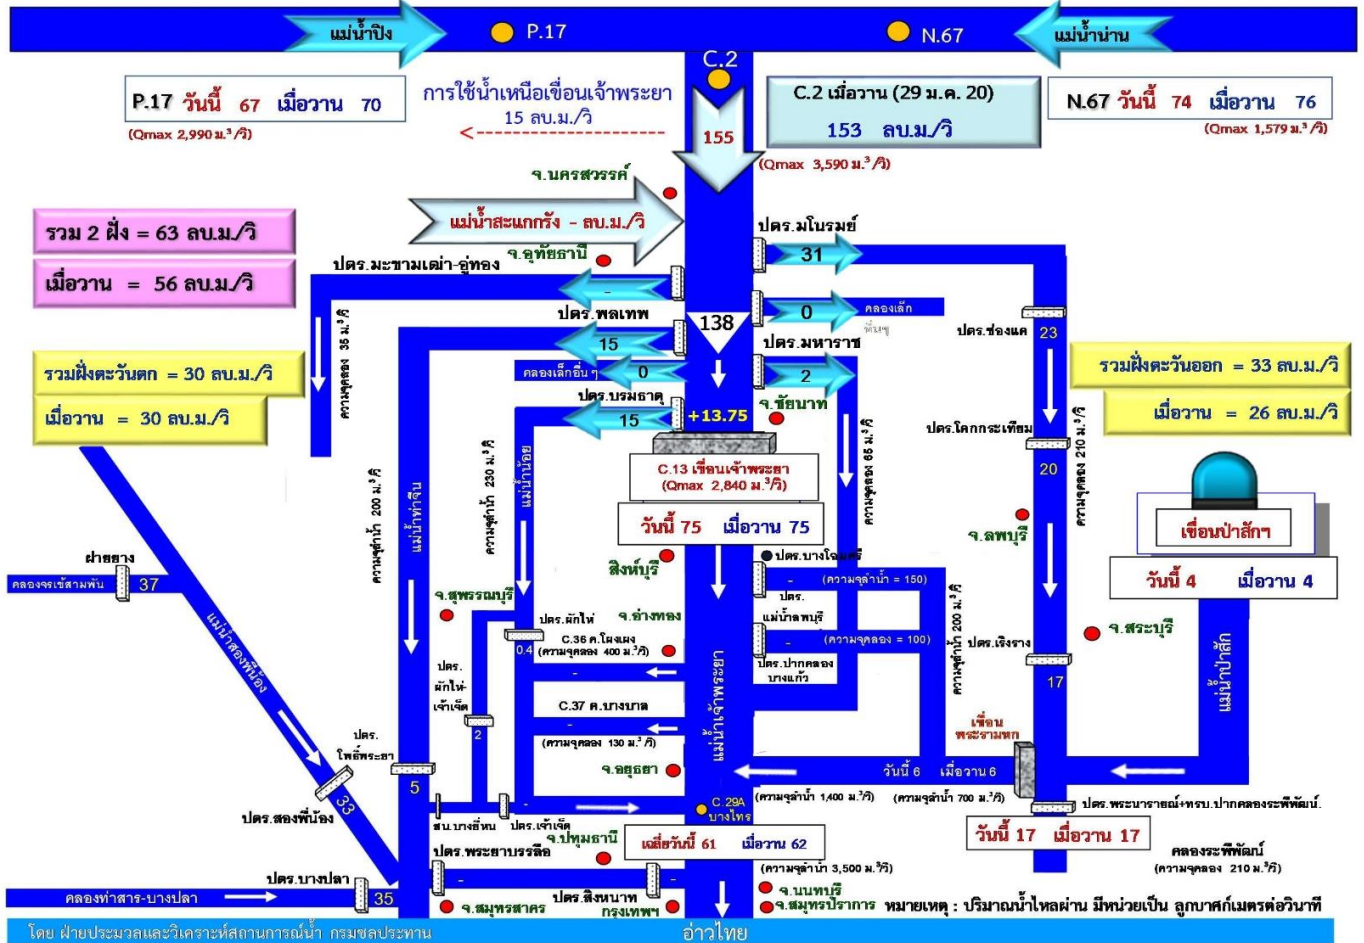 แม่น้ำปิง
P.17
N.67
แม่น้ำน่าน
C.2
P.17 วันนี้ 67 เมื่อวาน 70
(Qmax 2,990 ม.³/วิ)
การใช้น้ำเหนือเขื่อนเจ้าพระยา
15 ลบ.ม./วิ
155
C.2 เมื่อวาน (29 ม.ค. 20)
153 ลบ.ม./วิ
(Qmax 3,590 ม.³/วิ)
N.67 วันนี้ 74 เมื่อวาน 76
(Qmax 1,579 ม.³/วิ)
จ.นครสวรรค์
แม่น้ำสะแกกรัง - ลบ.ม./วิ
รวม 2 ฝั่ง = 63 ลบ.ม./วิ
เมื่อวาน = 56 ลบ.ม./วิ
จ.อุทัยธานี
ปตร.มโนรมย์
31
ปตร.มะขามเฒ่า-อู่ทอง
-
0
คลองเล็ก
ปตร.พลเทพ
138
ปตร.ช่องแค
23
15
ปตร.มหาราช
ความจุคลอง 35 ม.³/วิ
รวมฝั่งตะวันตก = 30 ลบ.ม./วิ
เมื่อวาน = 30 ลบ.ม./วิ
คลองเล็กอื่นๆ
0
2
รวมฝั่งตะวันออก = 33 ลบ.ม./วิ
เมื่อวาน = 26 ลบ.ม./วิ
ปตร.บรมธาตุ
15
+13.75
จ.ชัยนาท
ปตร.โคกกระเทียม
20
ความจุคลอง 210 ม.³/วิ
ความจุคลอง 65 ม.³/วิ
C.13 เขื่อนเจ้าพระยา
(Qmax 2,840 ม.³/วิ)
วันนี้ 75 เมื่อวาน 75
ความจุลำน้ำ 200 ม.³/วิ
แม่น้ำท่าจีน
ความจุลำน้ำ 230 ม.³/วิ
แม่น้ำน้อย
จ.ลพบุรี
เขื่อนป่าสักฯ
วันนี้ 4 เมื่อวาน 4
ฝายยาง
คลองจรเข้สามพัน
37
สิงห์บุรี
ปตร.บางโฉมศรี
-
(ความจุลำน้ำ = 150)
ปตร.
แม่น้ำลพบุรี
จ.สุพรรณบุรี
ปตร.ผักไห่
จ.อ่างทอง
0.4
C.36 ค.โผงเผง
(ความจุคลอง 400 ม.³/วิ)
-
-
(ความจุคลอง = 100)
ปตร.ปากคลอง
บางแก้ว
ความจุลำน้ำ 200 ม.³/วิ
จ.สระบุรี
ปตร.เริงราง
17
แม่น้ำสองพี่น้อง
ปตร.
ผักไห่-
เจ้าเจ็ด
2
C.37 ค.บางบาล
-
(ความจุคลอง 130 ม.³/วิ)
แม่น้ำเจ้าพระยา
แม่น้ำป่าสัก
เขื่อน
พระรามหก
ปตร.
โพธิ์พระยา
5
จ.อยุธยา
วันนี้ 6 เมื่อวาน 6
(ความจุลำน้ำ 1,400 ม.³/วิ)
(ความจุลำน้ำ 700 ม.³/วิ)
33
ปตร.สองพี่น้อง
-
C.29A
บางไทร
ปตร.พระนารายณ์+ทรบ.ปากคลองระพีพัฒน์.
ปตร.เจ้าเจ็ด
จ.ปทุมธานี
เฉลี่ยวันนี้ 61 เมื่อวาน 62
วันนี้ 17 เมื่อวาน 17
ปตร.พระยาบรรลือ
(ความจุลำน้ำ 3,500 ม.³/วิ)
คลองระพีพัฒน์
(ความจุคลอง 210 ม.³/วิ)
ปตร.บางปลา
คลองท่าสาร-บางปลา
35
-
ปตร.สิงหนาท
-
จ.นนทบุรี
จ.สมุทรสาคร
กรุงเทพฯ
จ.สมุทรปราการ
หมายเหตุ : ปริมาณน้ำไหลผ่าน มีหน่วยเป็น ลูกบาศก์เมตรต่อวินาที
โดย ฝ่ายประมวลและวิเคราะห์สถานการณ์น้ำ กรมชลประทาน
อ่าวไทย